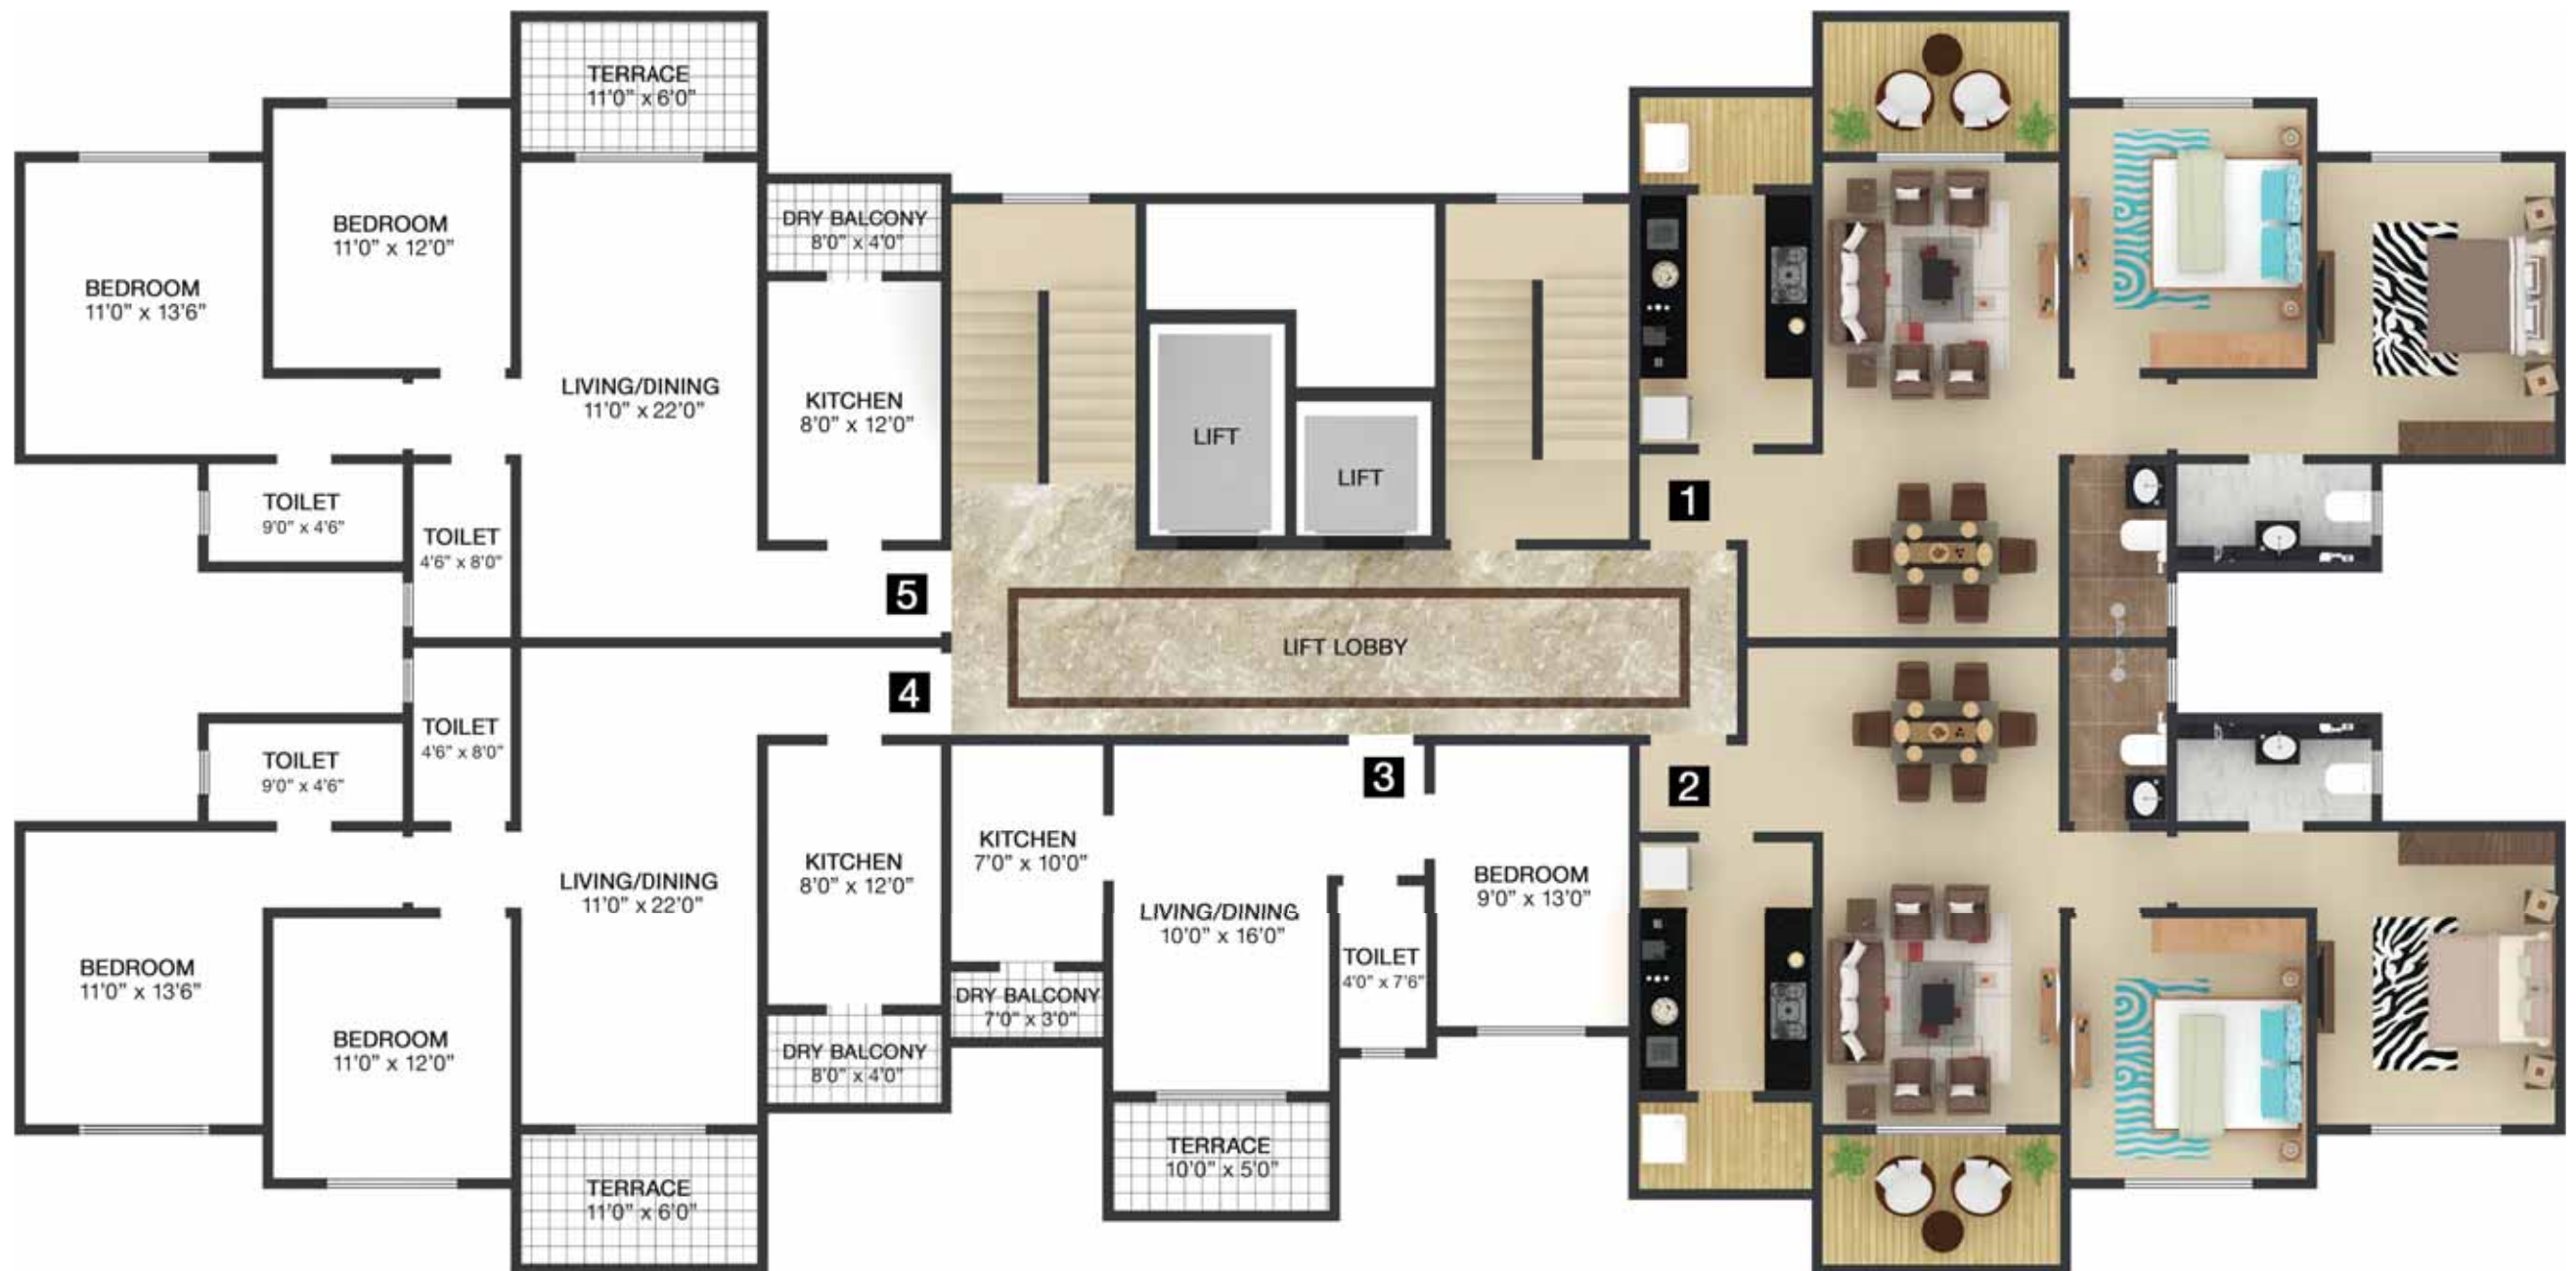 TERRACE
11'0" x 6'0"
BEDROOM
11'0" x 12'0"
DRY BALCONY
8'0" x 4'0"
BEDROOM
11'0" x 13'6"
LIVING/DINING
11'0" x 22'0"
KITCHEN
8'0" x 12'0"
LIFT
LIFT
1
TOILET
9'0" x 4'6"
TOILET
4'6" x 8'0"
5
LIFT LOBBY
4
TOILET
4'6" x 8'0"
TOILET
9'0" x 4'6"
3
2
KITCHEN
7'0" x 10'0"
KITCHEN
8'0" x 12'0"
LIVING/DINING
11'0" x 22'0"
BEDROOM
9'0" x 13'0"
LIVING/DINING
10'0" x 16'0"
TOILET
4'0" x 7'6"
BEDROOM
11'0" x 13'6"
DRY BALCONY
7'0" x 3'0"
BEDROOM
11'0" x 12'0"
DRY BALCONY
8'0" x 4'0"
TERRACE
10'0" x 5'0"
TERRACE
11'0" x 6'0"